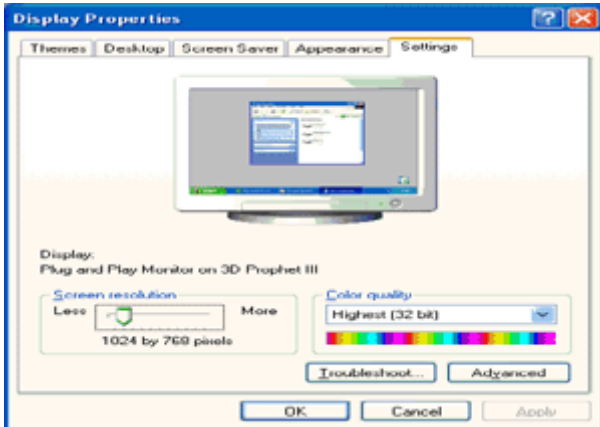 Display Properties
Themes Desktop Screen Saver Appearance Settings
Display:
Plug and Play Monitor on 3D Prophet III
Screen resolution
Less More
1024 by 768 pixels
Color quality
Highest (32 bit)
Troubleshoot... Advanced
OK Cancel Apply